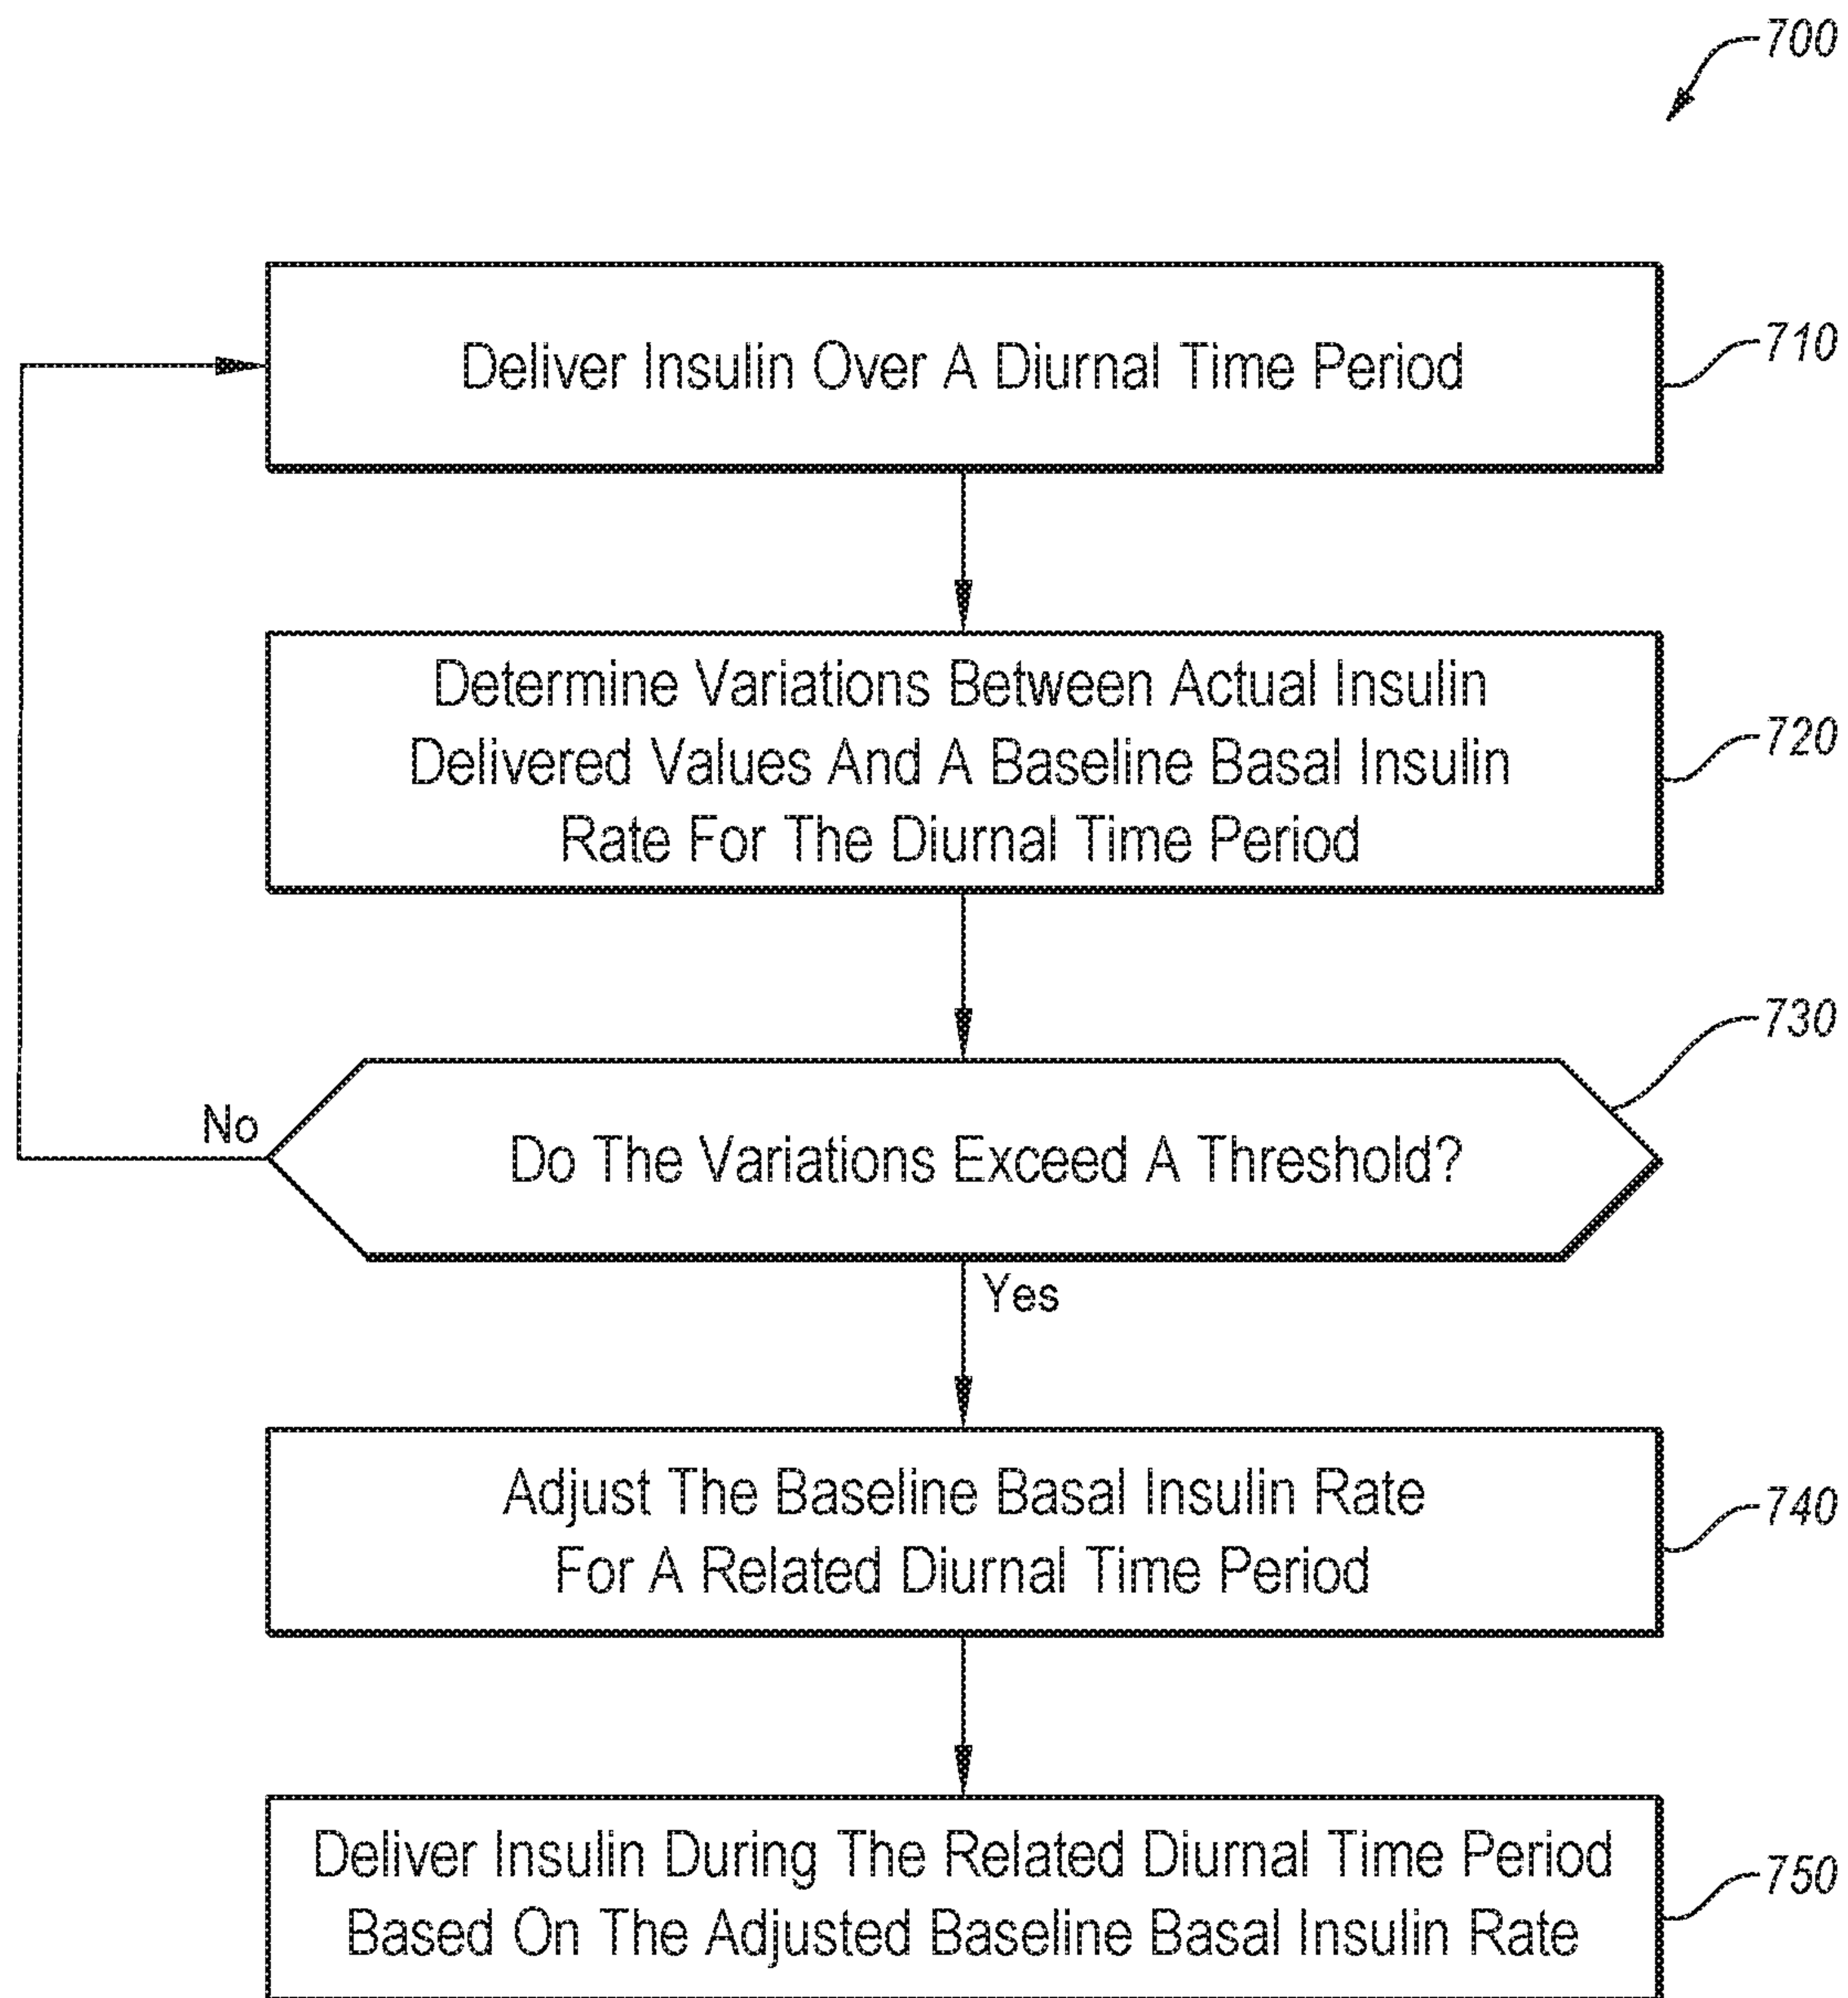 700
Deliver Insulin Over A Diurnal Time Period
710
Determine Variations Between Actual Insulin
Delivered Values And A Baseline Basal Insulin
Rate For The Diurnal Time Period
720
730
No
Do The Variations Exceed A Threshold?
Yes
Adjust The Baseline Basal Insulin Rate
For A Related Diurnal Time Period
740
Deliver Insulin During The Related Diurnal Time Period
Based On The Adjusted Baseline Basal Insulin Rate
750